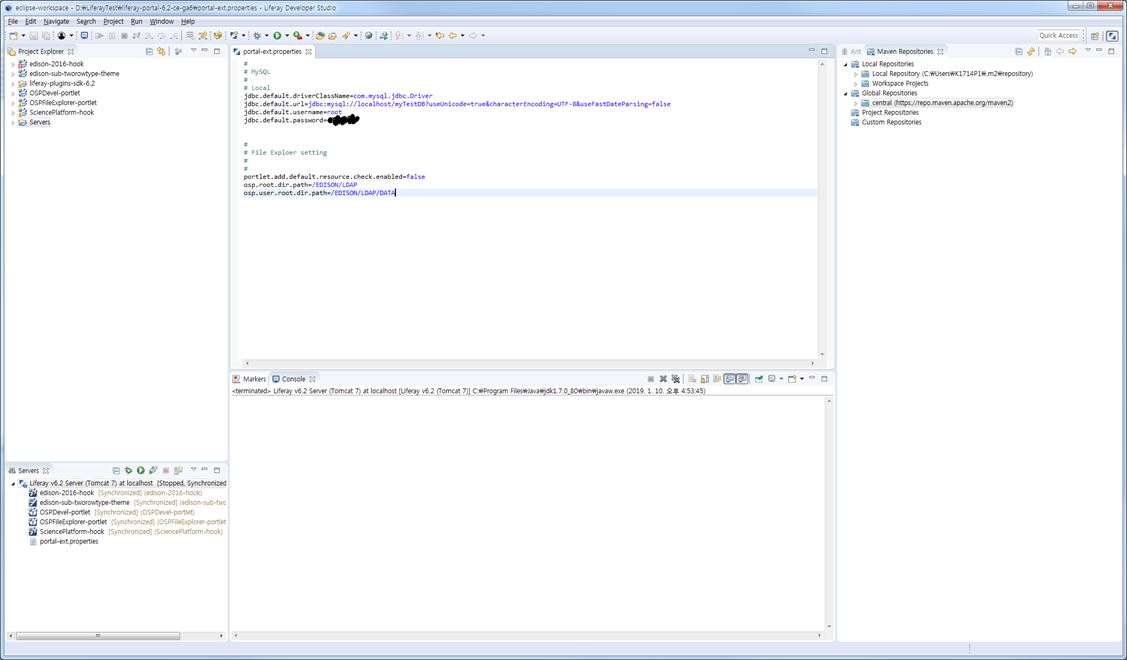 eclipse-workspace - D:₩LiferayTest₩liferay-portal-6.2-ce-ga6₩portal-ext.properties - Liferay Developer Studio
File Edit Navigate Search Project Run Window Help
Quick Access
Project Explorer
edison-2016-hook
edison-sub-tworowtype-theme
liferay-plugins-sdk-6.2
OSPDevel-portlet
OSPFileExplorer-portlet
SciencePlatform-hook
Servers
portal-ext.properties
#
# MySQL
#
# Local
jdbc.default.driverClassName=com.mysql.jdbc.Driver
jdbc.default.url=jdbc:mysql://localhost/myTestDB?useUnicode=true&characterEncoding=UTF-8&useFastDateParsing=false
jdbc.default.username=root
jdbc.default.password=
#
# File Exploer setting
#
#
portlet.add.default.resource.check.enabled=false
osp.root.dir.path=/EDISON/LDAP
osp.user.root.dir.path=/EDISON/LDAP/DATA
Ant Maven Repositories
Local Repositories
Local Repository (C:₩Users₩K1714P1₩.m2₩repository)
Workspace Projects
Global Repositories
central (https://repo.maven.apache.org/maven2)
Project Repositories
Custom Repositories
Markers Console
<terminated> Liferay v6.2 Server (Tomcat 7) at localhost [Liferay v6.2 (Tomcat 7)] C:₩Program Files₩Java₩jdk1.7.0_80₩bin₩javaw.exe (2019. 1. 10. 오후 4:53:45)
Servers
Liferay v6.2 Server (Tomcat 7) at localhost [Stopped, Synchronized
edison-2016-hook [Synchronized] (edison-2016-hook)
edison-sub-tworowtype-theme [Synchronized] (edison-sub-twc
OSPDevel-portlet [Synchronized] (OSPDevel-portlet)
OSPFileExplorer-portlet [Synchronized] (OSPFileExplorer-portlet
SciencePlatform-hook [Synchronized] (SciencePlatform-hook)
portal-ext.properties